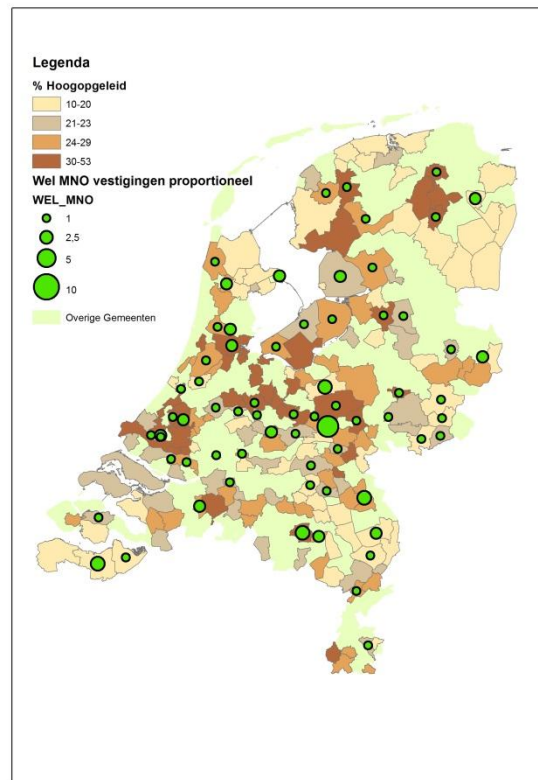 Legenda
% Hoogopgeleid
10-20
21-23
24-29
30-53
Wel MNO vestigingen proportioneel
WEL_MNO
1
2,5
5
10
Overige Gemeenten